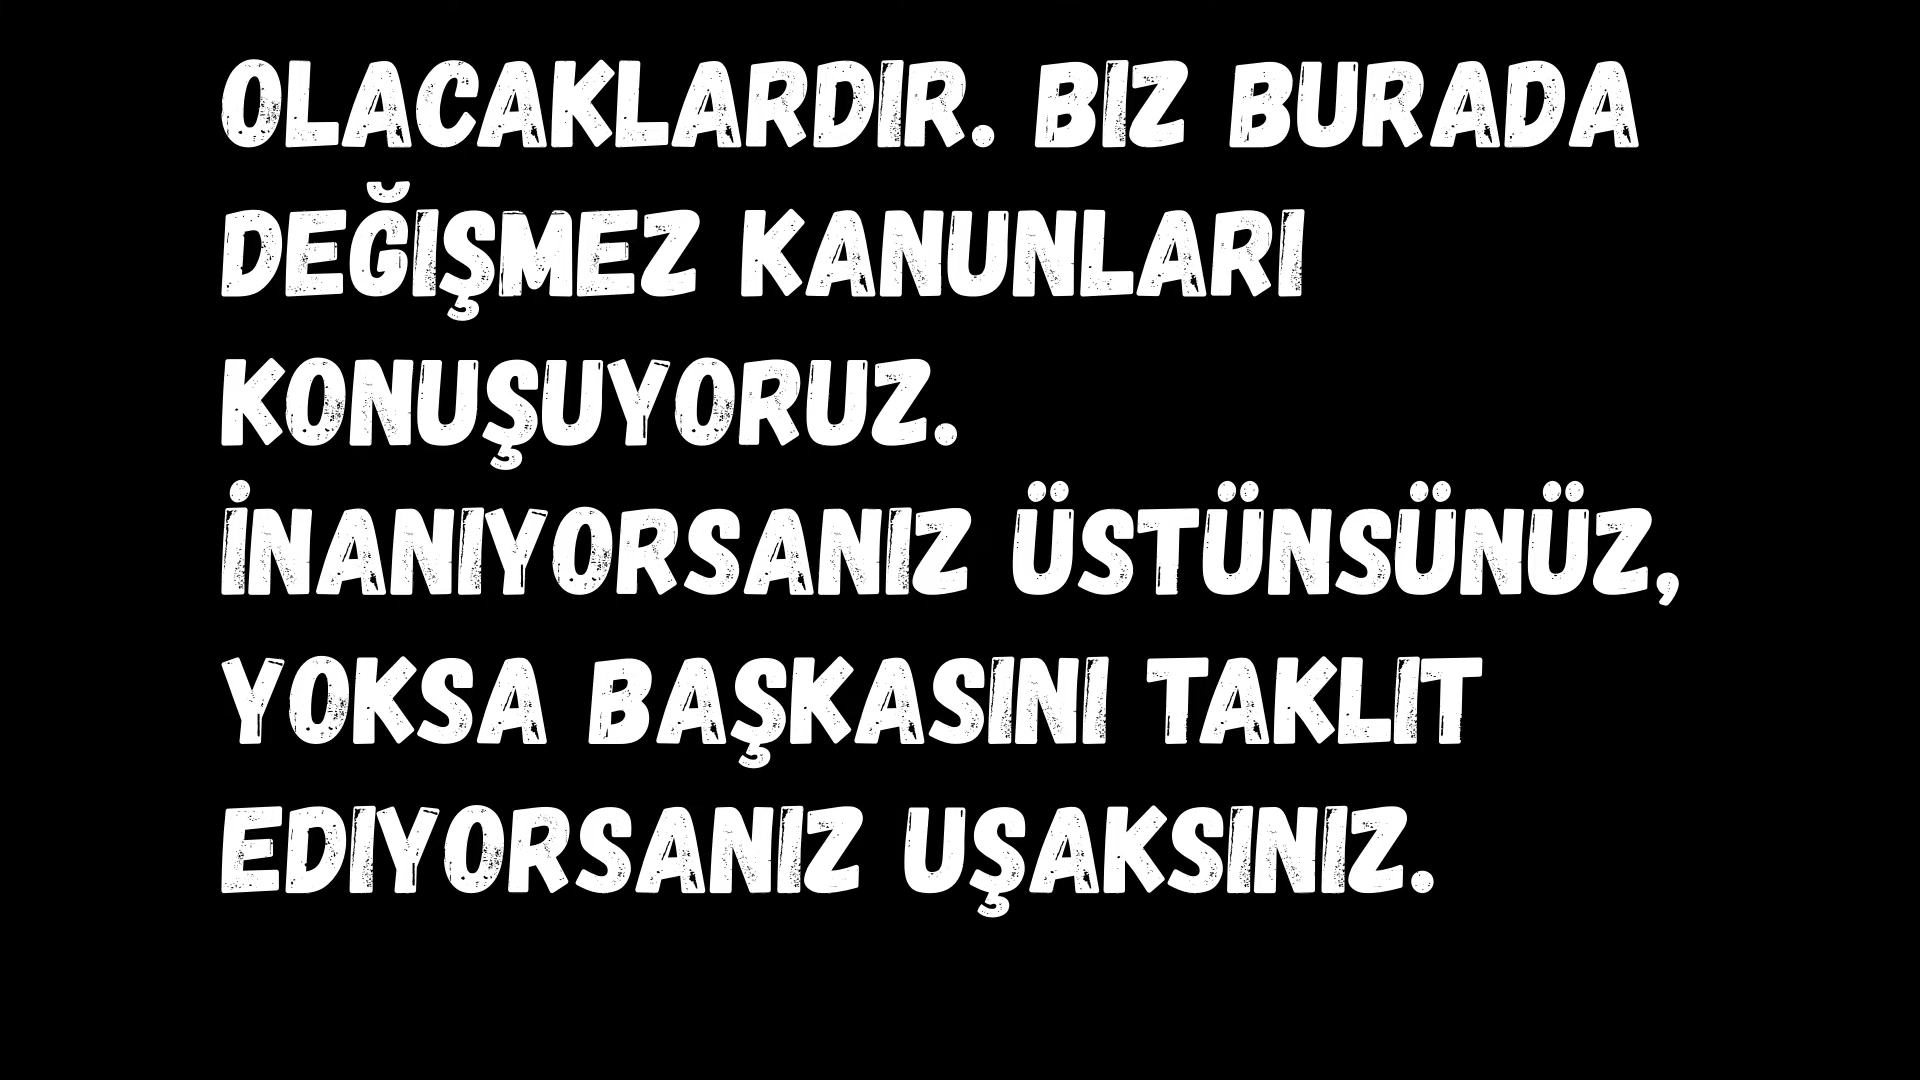 OLACAKLARDIR. BIZ BURADA
DEĞIŞMEZ KANUNLARI
KONUŞUYORUZ.
İNANIYORSANIZ ÜSTÜNSÜNÜZ,
YOKSA BAŞKASINI TAKLIT
EDIYORSANIZ UŞAKSINIZ.